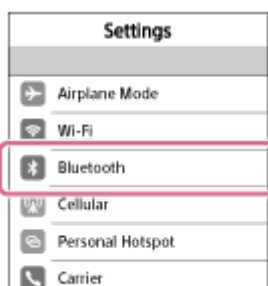 Settings
Airplane Mode
Wi-Fi
Bluetooth
Cellular
Personal Hotspot
Carrier